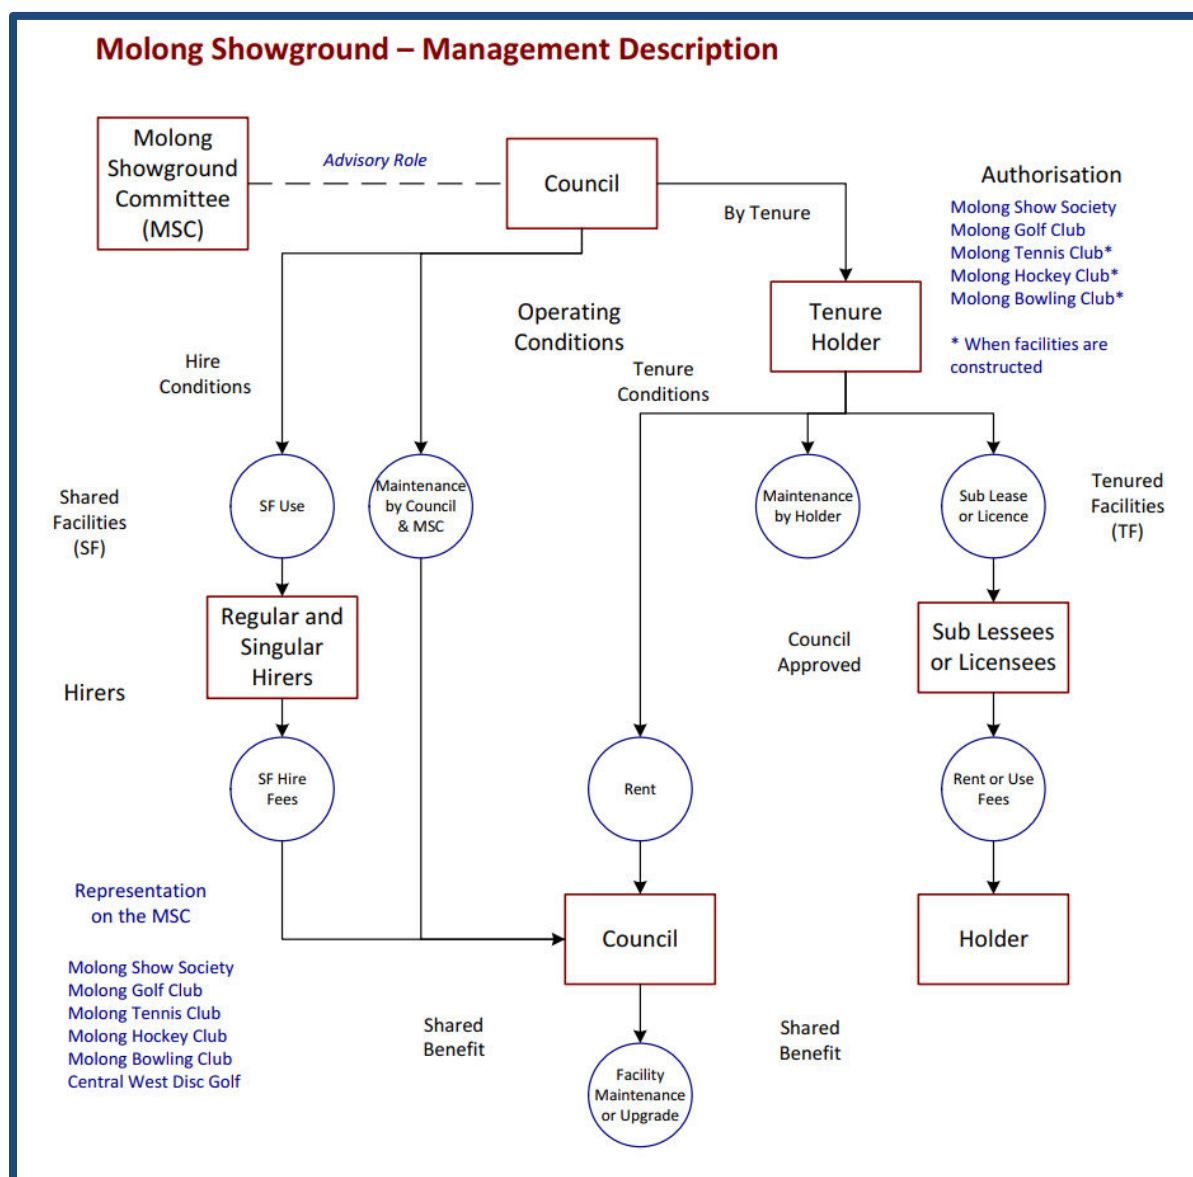 Molong Showground – Management Description
Molong
Showground
Committee
(MSC)
Advisory Role
Council
By Tenure
Authorisation
Molong Show Society
Molong Golf Club
Molong Tennis Club*
Molong Hockey Club*
Molong Bowling Club*
* When facilities are
constructed
Tenure
Holder
Operating
Conditions
Hire
Conditions
Tenure
Conditions
Shared
Facilities
(SF)
SF Use
Maintenance
by Council
& MSC
Maintenance
by Holder
Sub Lease
or Licence
Tenured
Facilities
(TF)
Regular and
Singular
Hirers
Hirers
Council
Approved
Sub Lessees
or Licensees
SF Hire
Fees
Rent
Rent or Use
Fees
Representation
on the MSC
Molong Show Society
Molong Golf Club
Molong Tennis Club
Molong Hockey Club
Molong Bowling Club
Central West Disc Golf
Council
Holder
Shared
Benefit
Shared
Benefit
Facility
Maintenance
or Upgrade